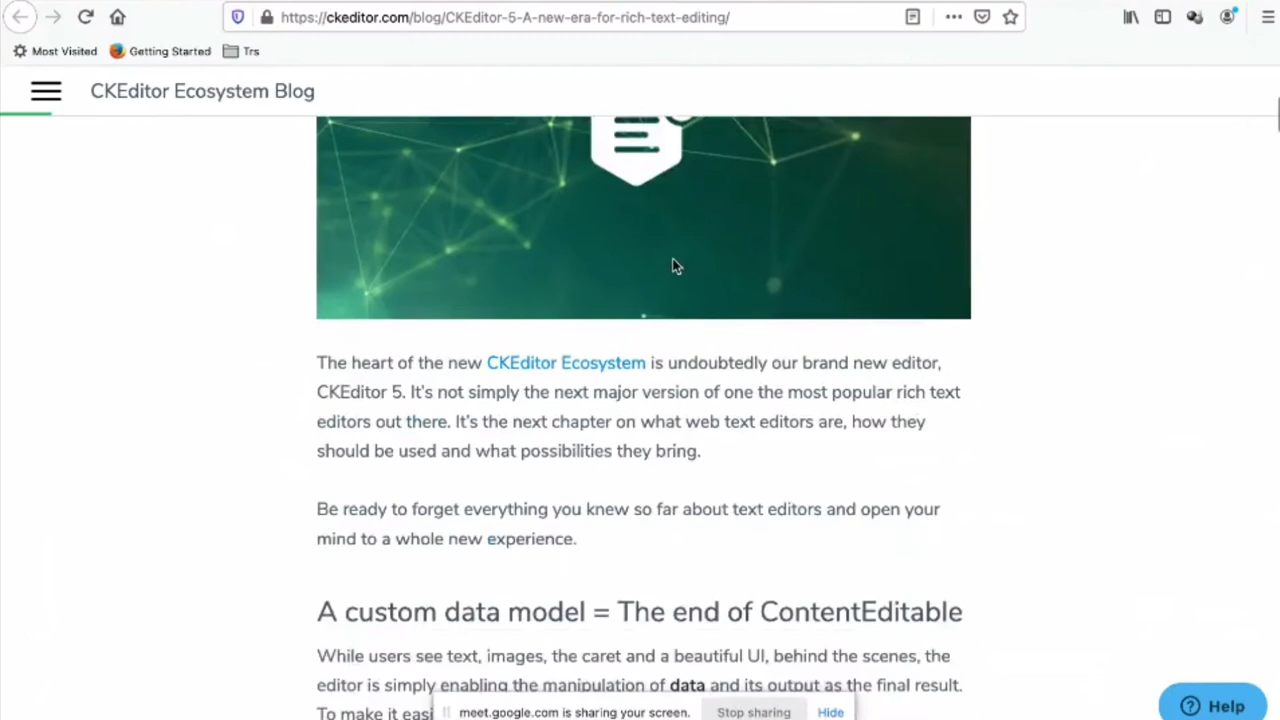 https://ckeditor.com/blog/CKEditor-5-A-new-era-for-rich-text-editing/
Most Visited Getting Started Trs
CKEditor Ecosystem Blog
The heart of the new CKEditor Ecosystem is undoubtedly our brand new editor,
CKEditor 5. It's not simply the next major version of one the most popular rich text
editors out there. It's the next chapter on what web text editors are, how they
should be used and what possibilities they bring.
Be ready to forget everything you knew so far about text editors and open your
mind to a whole new experience.
A custom data model = The end of ContentEditable
While users see text, images, the caret and a beautiful UI, behind the scenes, the
editor is simply enabling the manipulation of data and its output as the final result.
To make it
meet.google.com is sharing your screen. Stop sharing Hide
Help